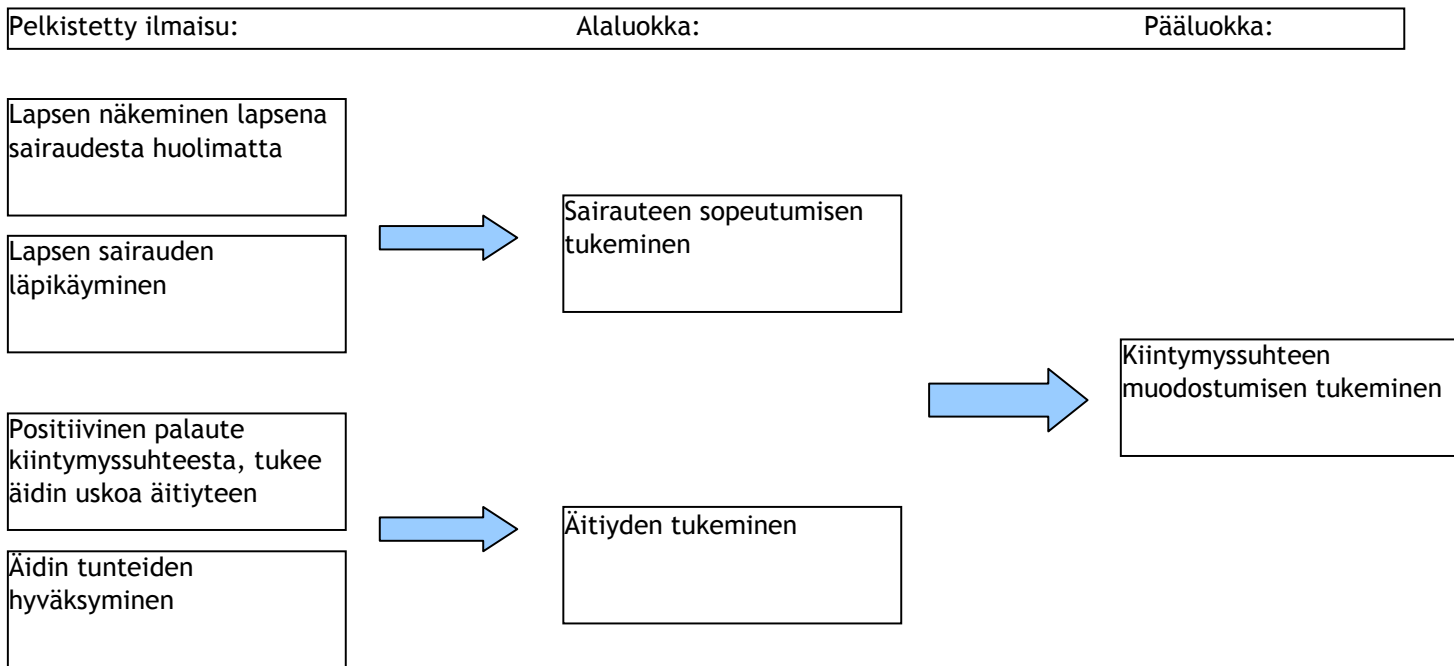 Pelkistetty ilmaisu: Alaluokka: Pääluokka:
Lapsen näkeminen lapsena
sairaudesta huolimatta
Lapsen sairauden
läpikäyminen
Sairauteen sopeutumisen
tukeminen
Positiivinen palaute
kiintymyssuhteesta, tukee
äidin uskoa äitiyteen
Äidin tunteiden
hyväksyminen
Äitiyden tukeminen
Kiintymyssuhteen
muodostumisen tukeminen